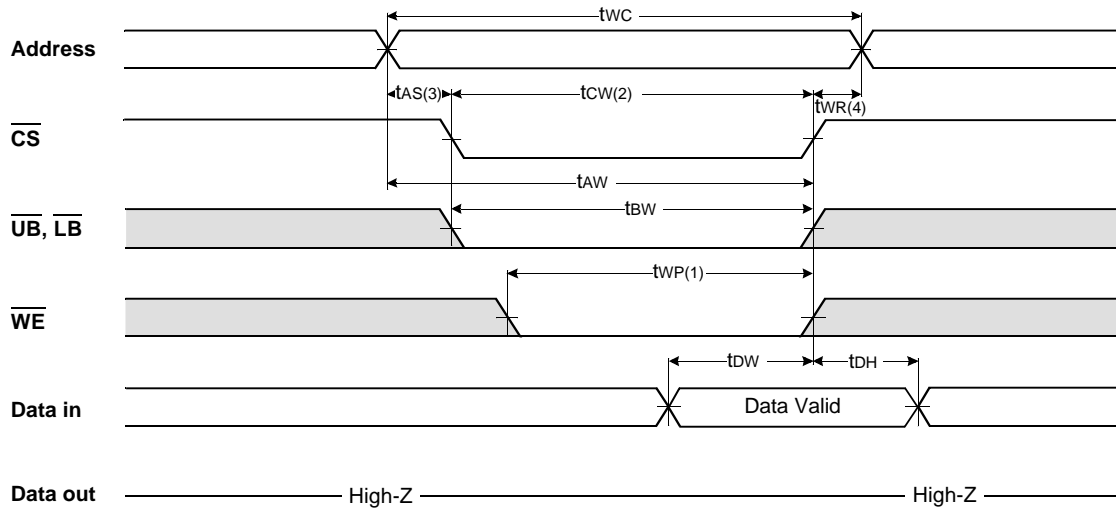 tWC
Address
tAS(3) tCW(2) tWR(4)
CS
tAW
UB, LB tBW
tWP(1)
WE
tDW tDH
Data in Data Valid
Data out High-Z High-Z